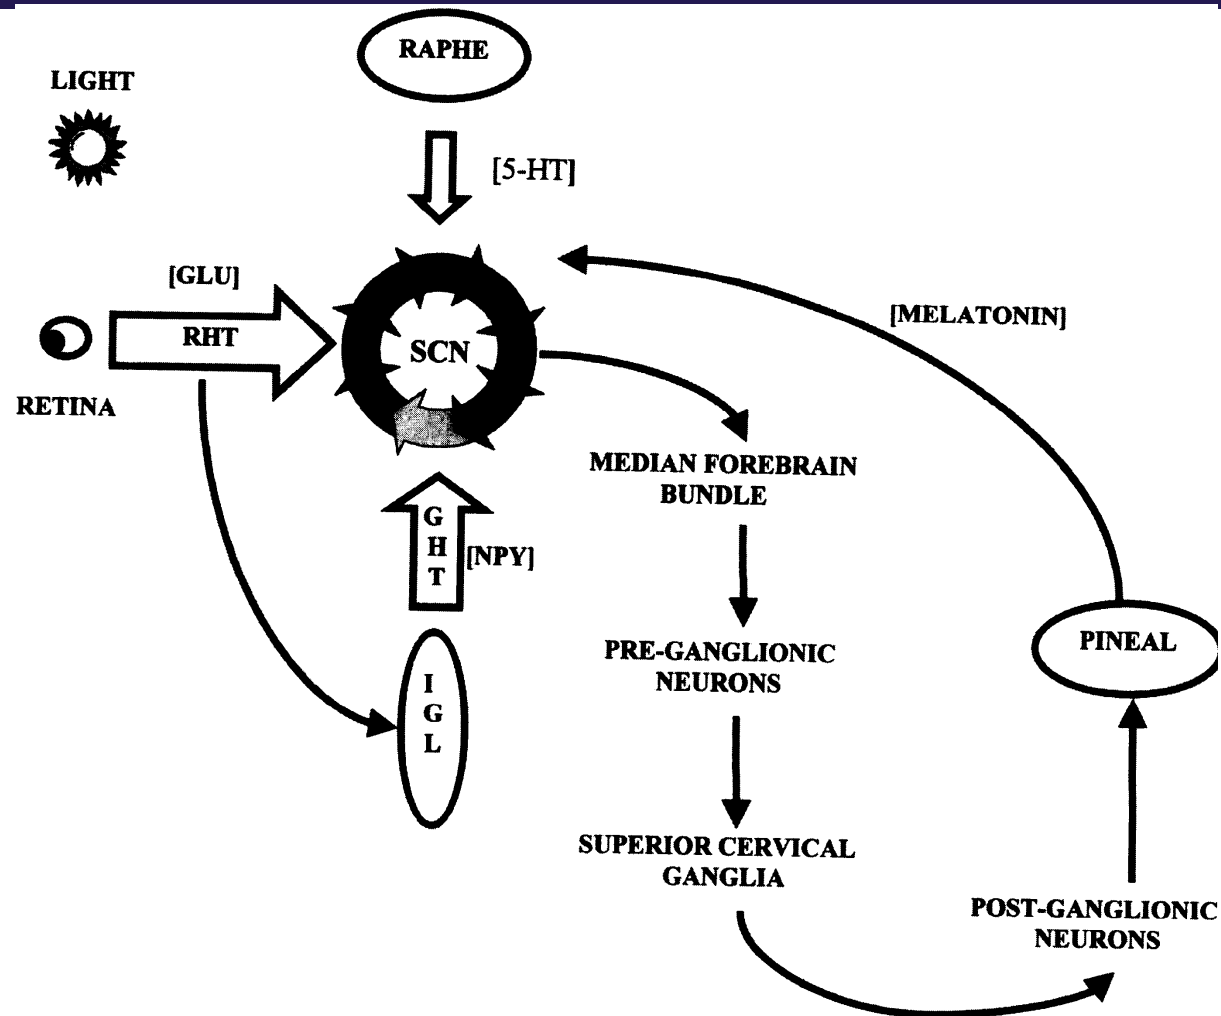 RAPHE
LIGHT
[5-HT]
[GLU]
RHT
SCN
RETINA
[MELATONIN]
MEDIAN FOREBRAIN
BUNDLE
G
H
T
[NPY]
PRE-GANGLIONIC
NEURONS
PINEAL
I
G
L
SUPERIOR CERVICAL
GANGLIA
POST-GANGLIONIC
NEURONS